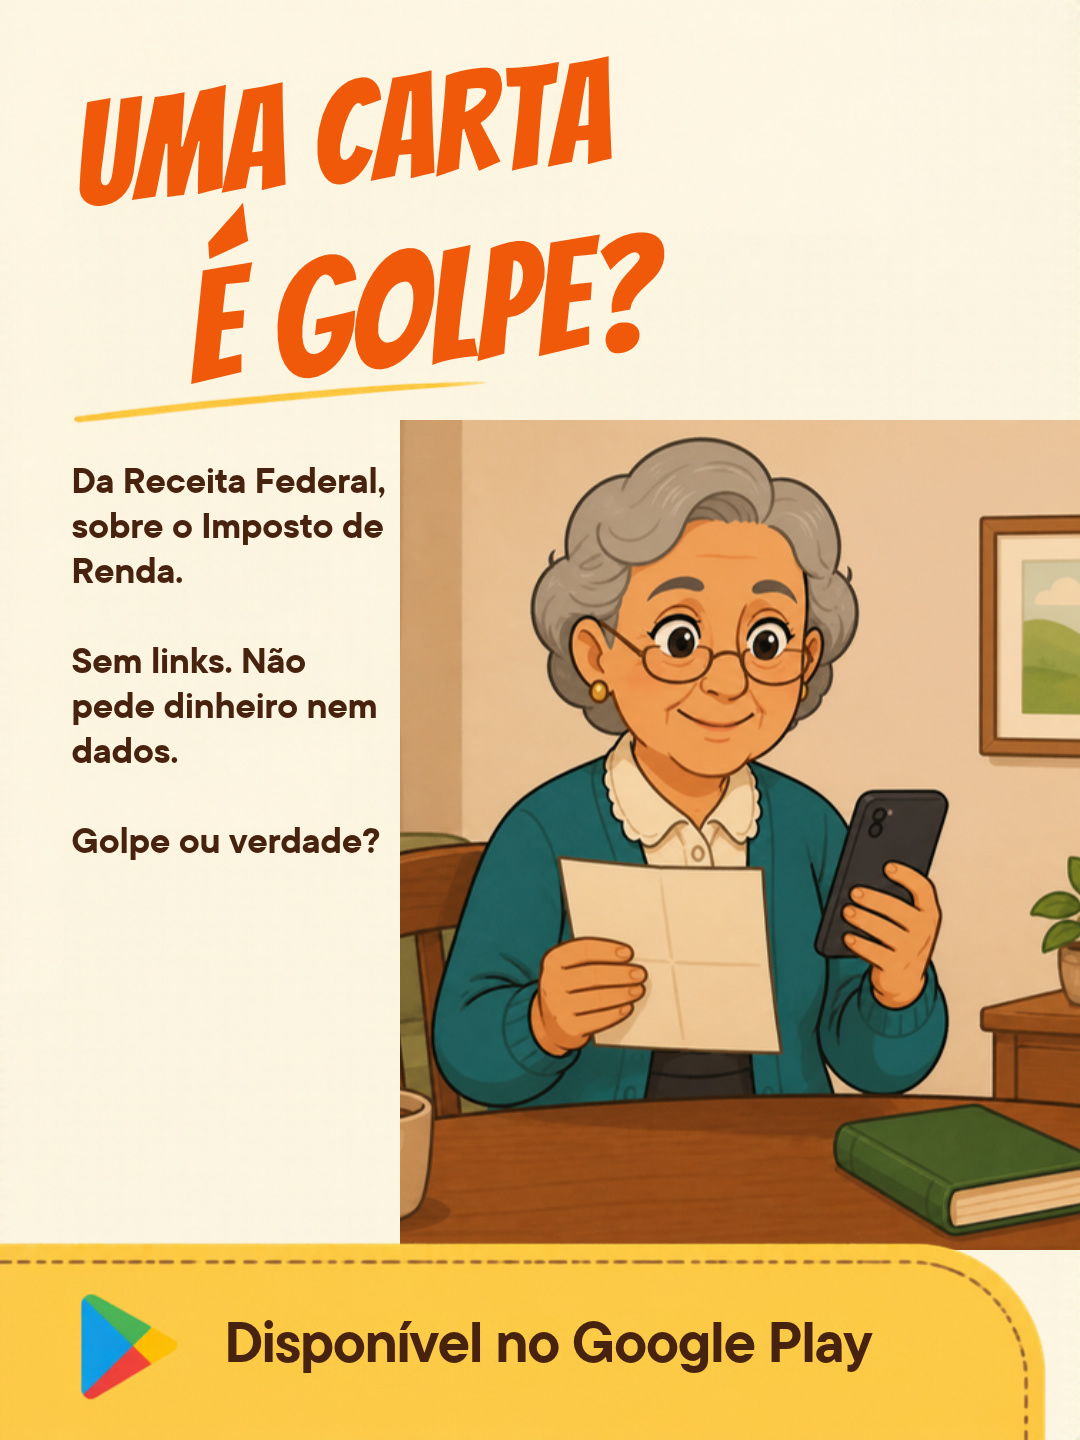 UMA CARTA
É GOLPE?
Da Receita Federal,
sobre o Imposto de
Renda.
Sem links. Não
pede dinheiro nem
dados.
Golpe ou verdade?
Disponível no Google Play